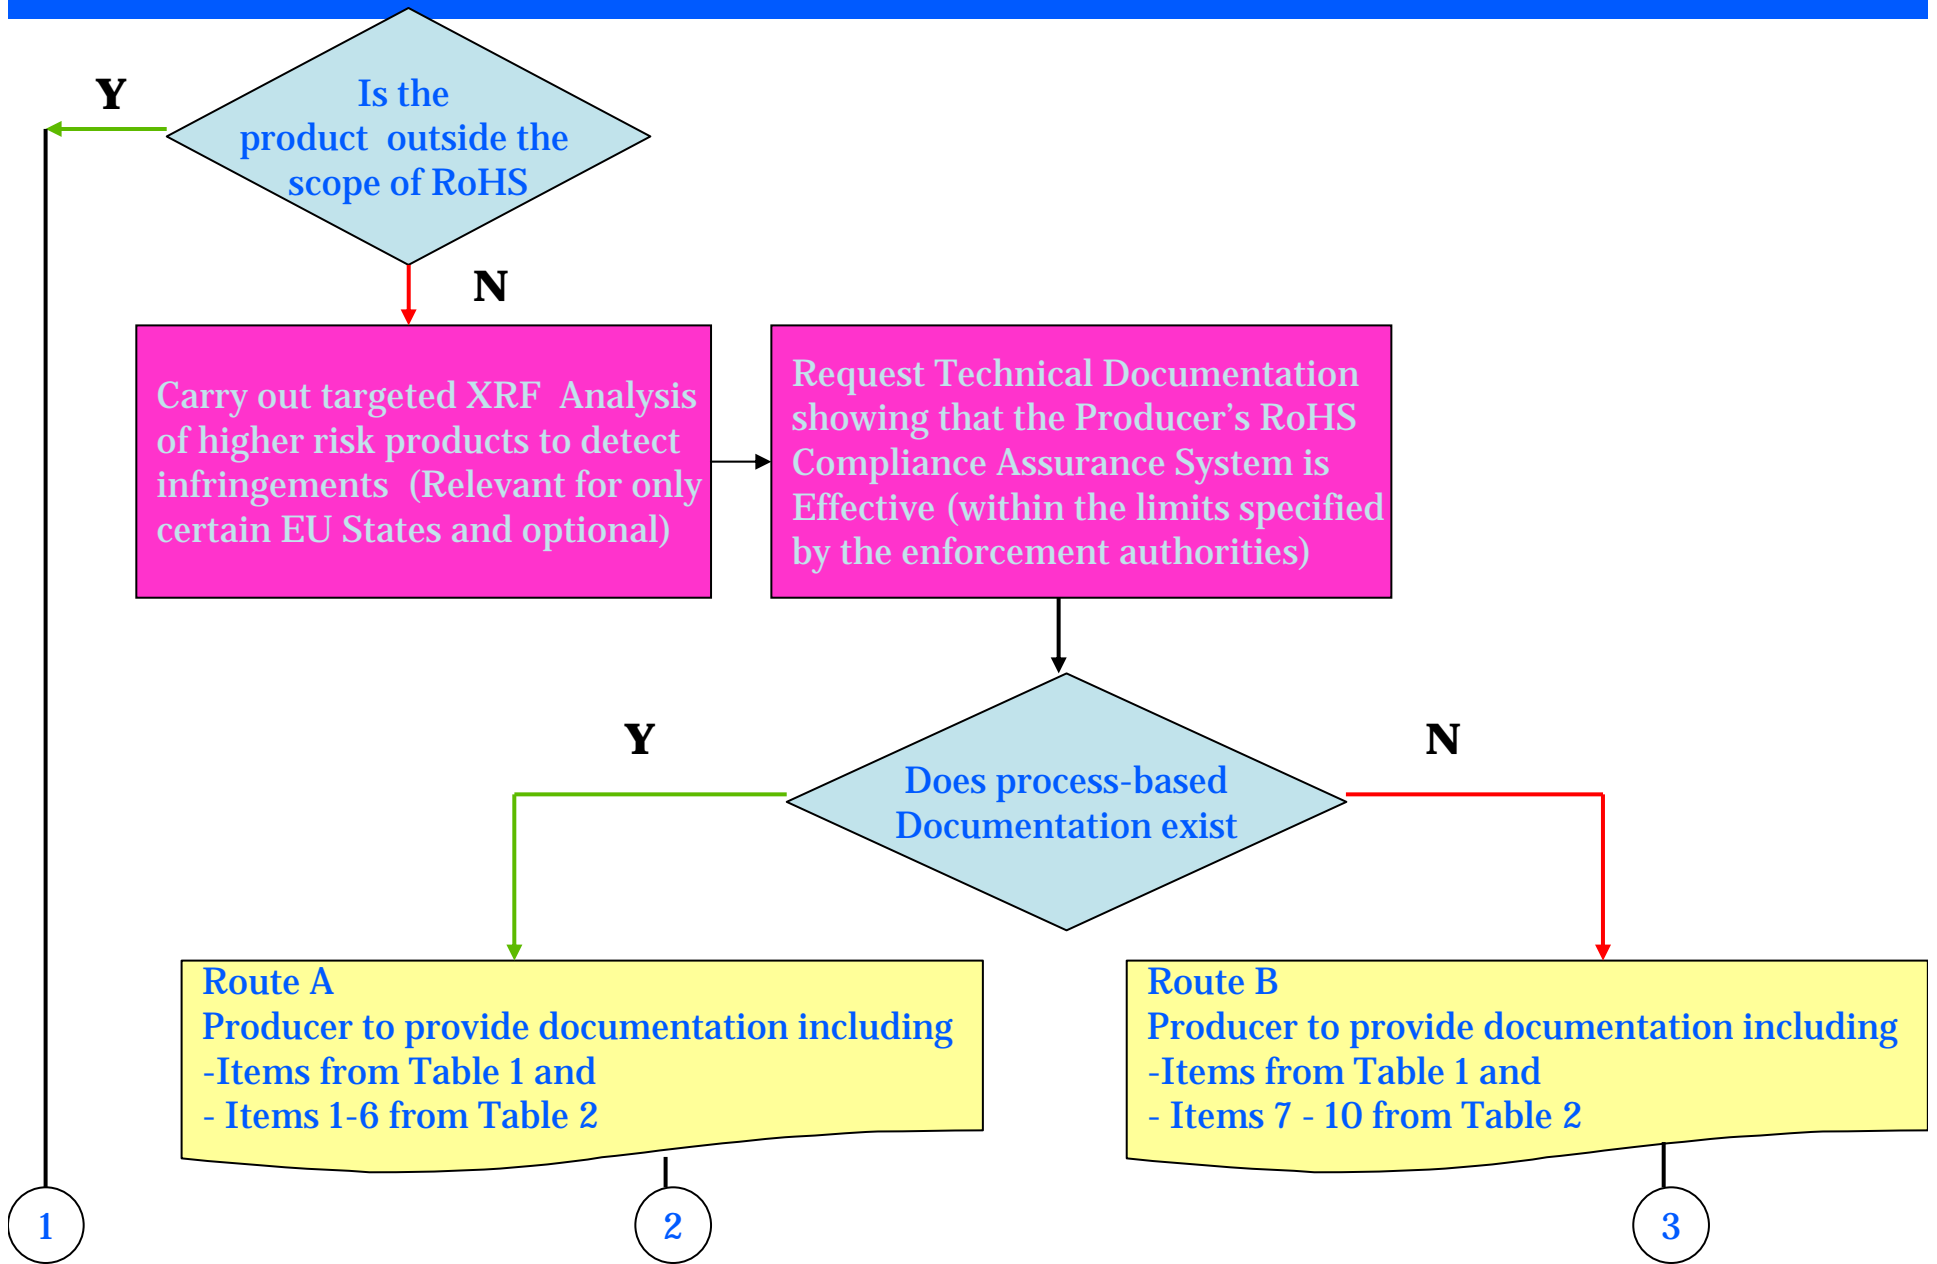 Y
Is the
product outside the
scope of RoHS
N
Carry out targeted XRF Analysis
of higher risk products to detect
infringements (Relevant for only
certain EU States and optional)
Request Technical Documentation
showing that the Producer's RoHS
Compliance Assurance System is
Effective (within the limits specified
by the enforcement authorities)
Y
N
Does process-based
Documentation exist
Route A
Producer to provide documentation including
-Items from Table 1 and
- Items 1-6 from Table 2
Route B
Producer to provide documentation including
-Items from Table 1 and
- Items 7 - 10 from Table 2
1
2
3